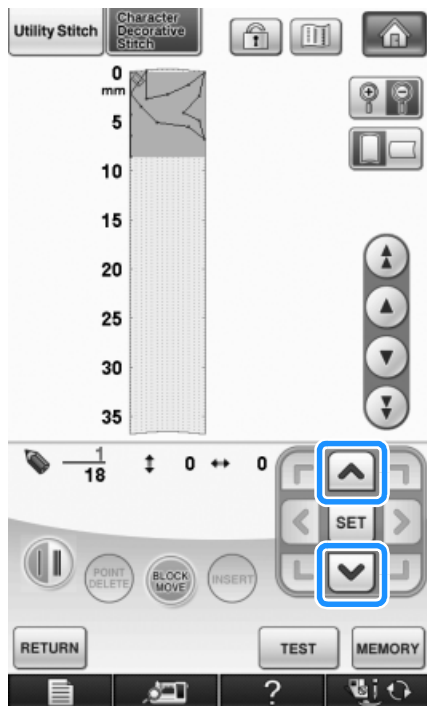 Utility Stitch
Character
Decorative
Stitch
0
mm
5
10
15
20
25
30
35
1
18
0
0
SET
POINT
DELETE
BLOCK
MOVE
INSERT
RETURN
TEST
MEMORY
?